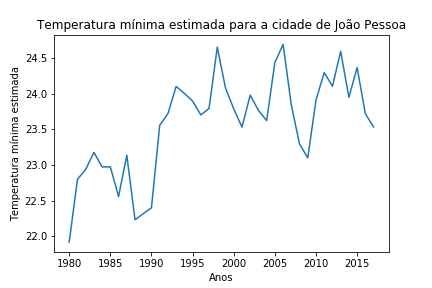 Temperatura mínima estimada para a cidade de João Pessoa
Temperatura mínima estimada
24.5
24.0
23.5
23.0
22.5
22.0
1980 1985 1990 1995 2000 2005 2010 2015
Anos